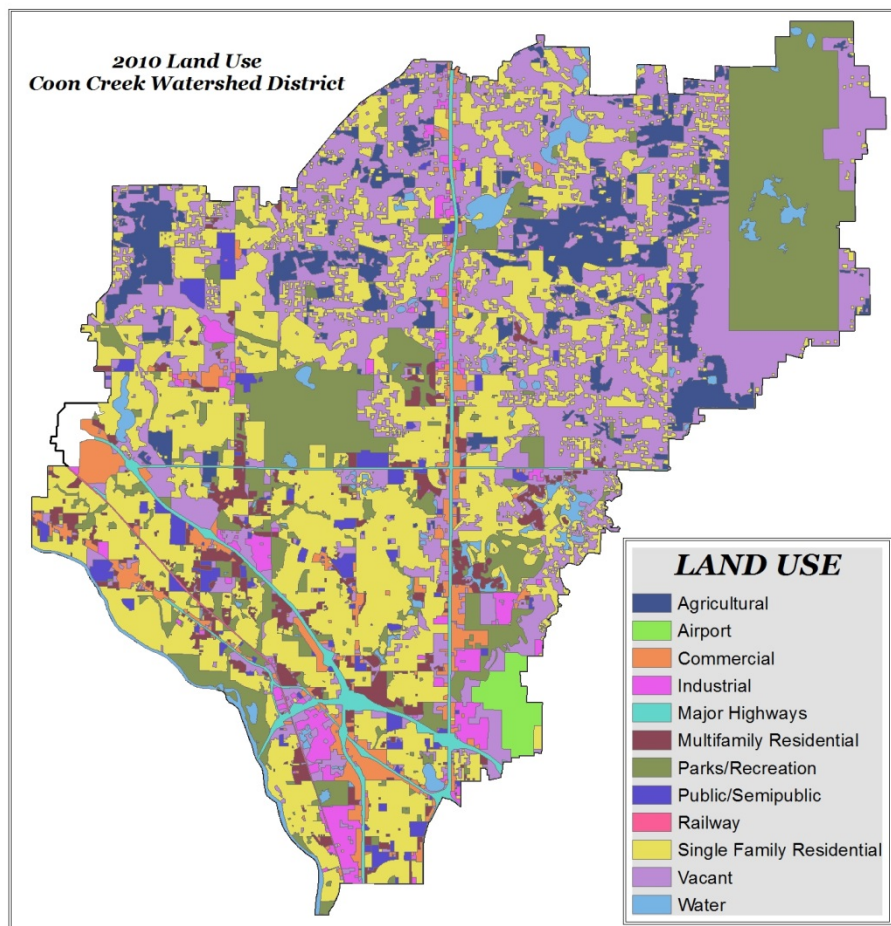 2010 Land Use
Coon Creek Watershed District
LAND USE
Agricultural
Airport
Commercial
Industrial
Major Highways
Multifamily Residential
Parks/Recreation
Public/Semipublic
Railway
Single Family Residential
Vacant
Water